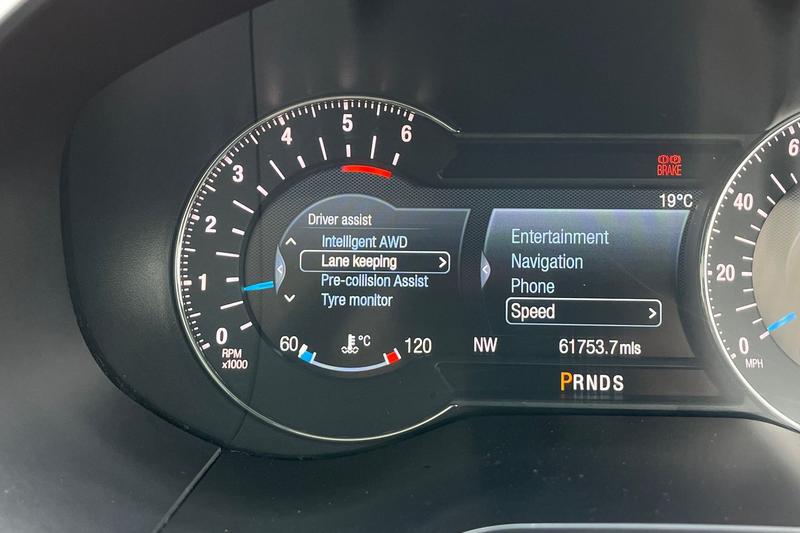 4
5
6
3
2
1
0
RPM
x1000
Driver assist
Intelligent AWD
Lane keeping >
Pre-collision Assist
Tyre monitor
60 °C 120
BRAKE
19°C
Entertainment
Navigation
Phone
Speed >
NW 61753.7mls
PRNDS
6
40
20
0
MPH